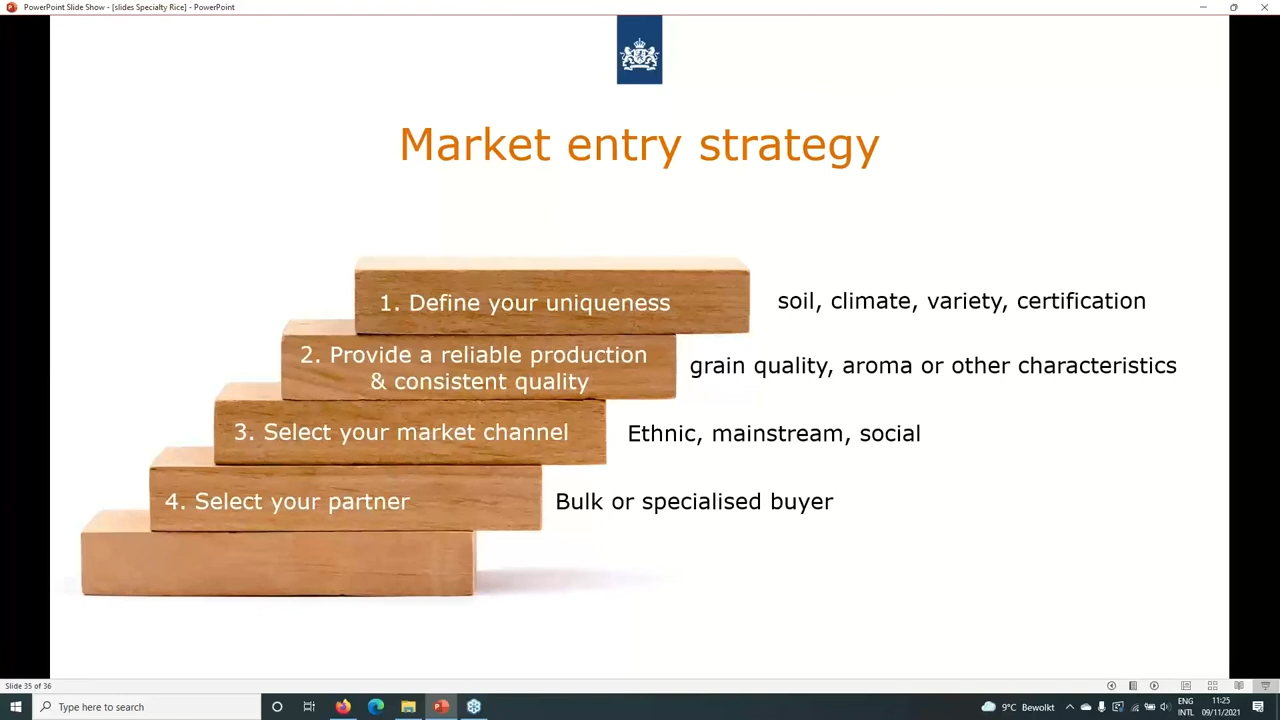 PowerPoint Slide Show - [slides Specialty Rice] - PowerPoint
Market entry strategy
1. Define your uniqueness
soil, climate, variety, certification
2. Provide a reliable production
& consistent quality
grain quality, aroma or other characteristics
3. Select your market channel
Ethnic, mainstream, social
4. Select your partner
Bulk or specialised buyer
Slide 35 of 36
Type here to search
9°C Bewolkt
ENG
INTL
11:25
09/11/2021